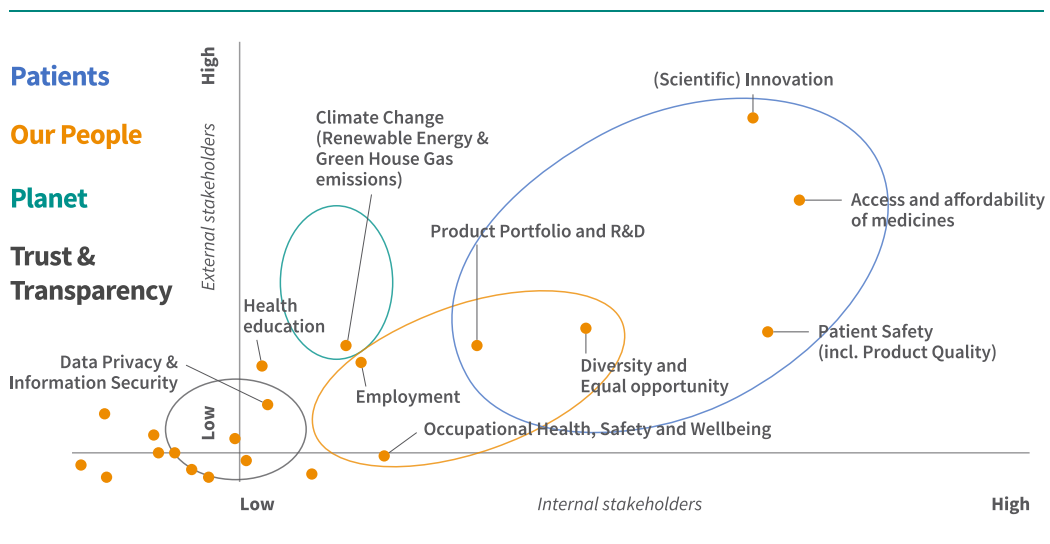 Patients
Our People
Planet
Trust &
Transparency
High
External stakeholders
Low
(Scientific) Innovation
Climate Change
(Renewable Energy &
Green House Gas
emissions)
Access and affordability
of medicines
Product Portfolio and R&D
Health
education
Patient Safety
(incl. Product Quality)
Data Privacy &
Information Security
Diversity and
Equal opportunity
Employment
Occupational Health, Safety and Wellbeing
Low
Internal stakeholders
High